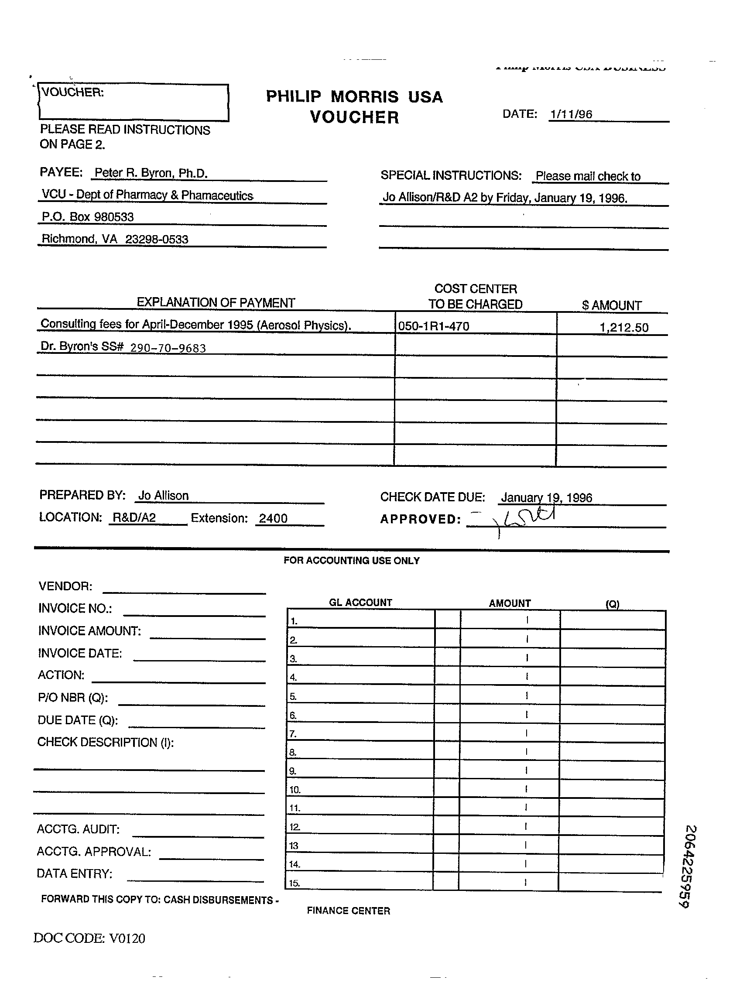 VOUCHER:
PHILIP MORRIS USA
VOUCHER
DATE: 1/11/96
PLEASE READ INSTRUCTIONS
ON PAGE 2.
PAYEE: Peter R. Byron, Ph.D.
VCU - Dept of Pharmacy & Phamaceutics
P.O. Box 980533
Richmond, VA 23298-0533
SPECIAL INSTRUCTIONS: Please mail check to
Jo Allison/R&D A2 by Friday, January 19, 1996.
EXPLANATION OF PAYMENT
COST CENTER
TO BE CHARGED
$ AMOUNT
Consulting fees for April-December 1995 (Aerosol Physics). 050-1R1-470 1,212.50
Dr. Byron's SS# 290-70-9683
PREPARED BY: Jo Allison
CHECK DATE DUE: January 19, 1996
LOCATION: R&D/A2 Extension: 2400
APPROVED:
FOR ACCOUNTING USE ONLY
VENDOR:
INVOICE NO.:
INVOICE AMOUNT:
INVOICE DATE:
ACTION:
P/O NBR (Q):
DUE DATE (Q):
CHECK DESCRIPTION (I):
ACCTG. AUDIT:
ACCTG. APPROVAL:
DATA ENTRY:
GL ACCOUNT AMOUNT (Q)
1.
2.
3.
4.
5.
6.
7.
8.
9.
10.
11.
12.
13
14.
15.
FORWARD THIS COPY TO: CASH DISBURSEMENTS -
FINANCE CENTER
DOC CODE: V0120
2064225959